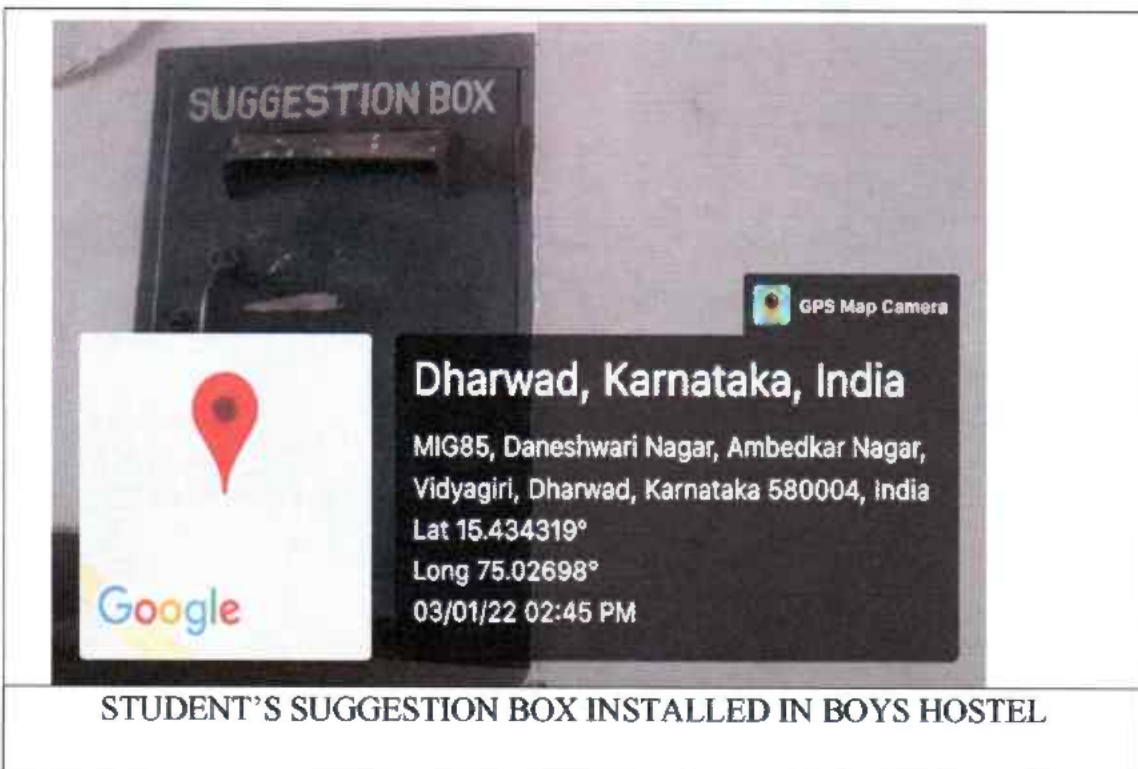 SUGGESTION BOX
GPS Map Camera
Dharwad, Karnataka, India
MIG85, Daneshwari Nagar, Ambedkar Nagar,
Vidyagiri, Dharwad, Karnataka 580004, India
Lat 15.434319°
Long 75.02698°
03/01/22 02:45 PM
Google
STUDENT'S SUGGESTION BOX INSTALLED IN BOYS HOSTEL